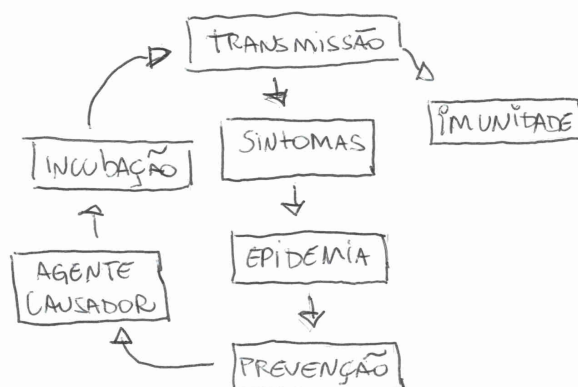 TRANSMISSÃO
IMUNIDADE
SINTOMAS
INCUBAÇÃO
EPIDEMIA
AGENTE
CAUSADOR
PREVENÇÃO